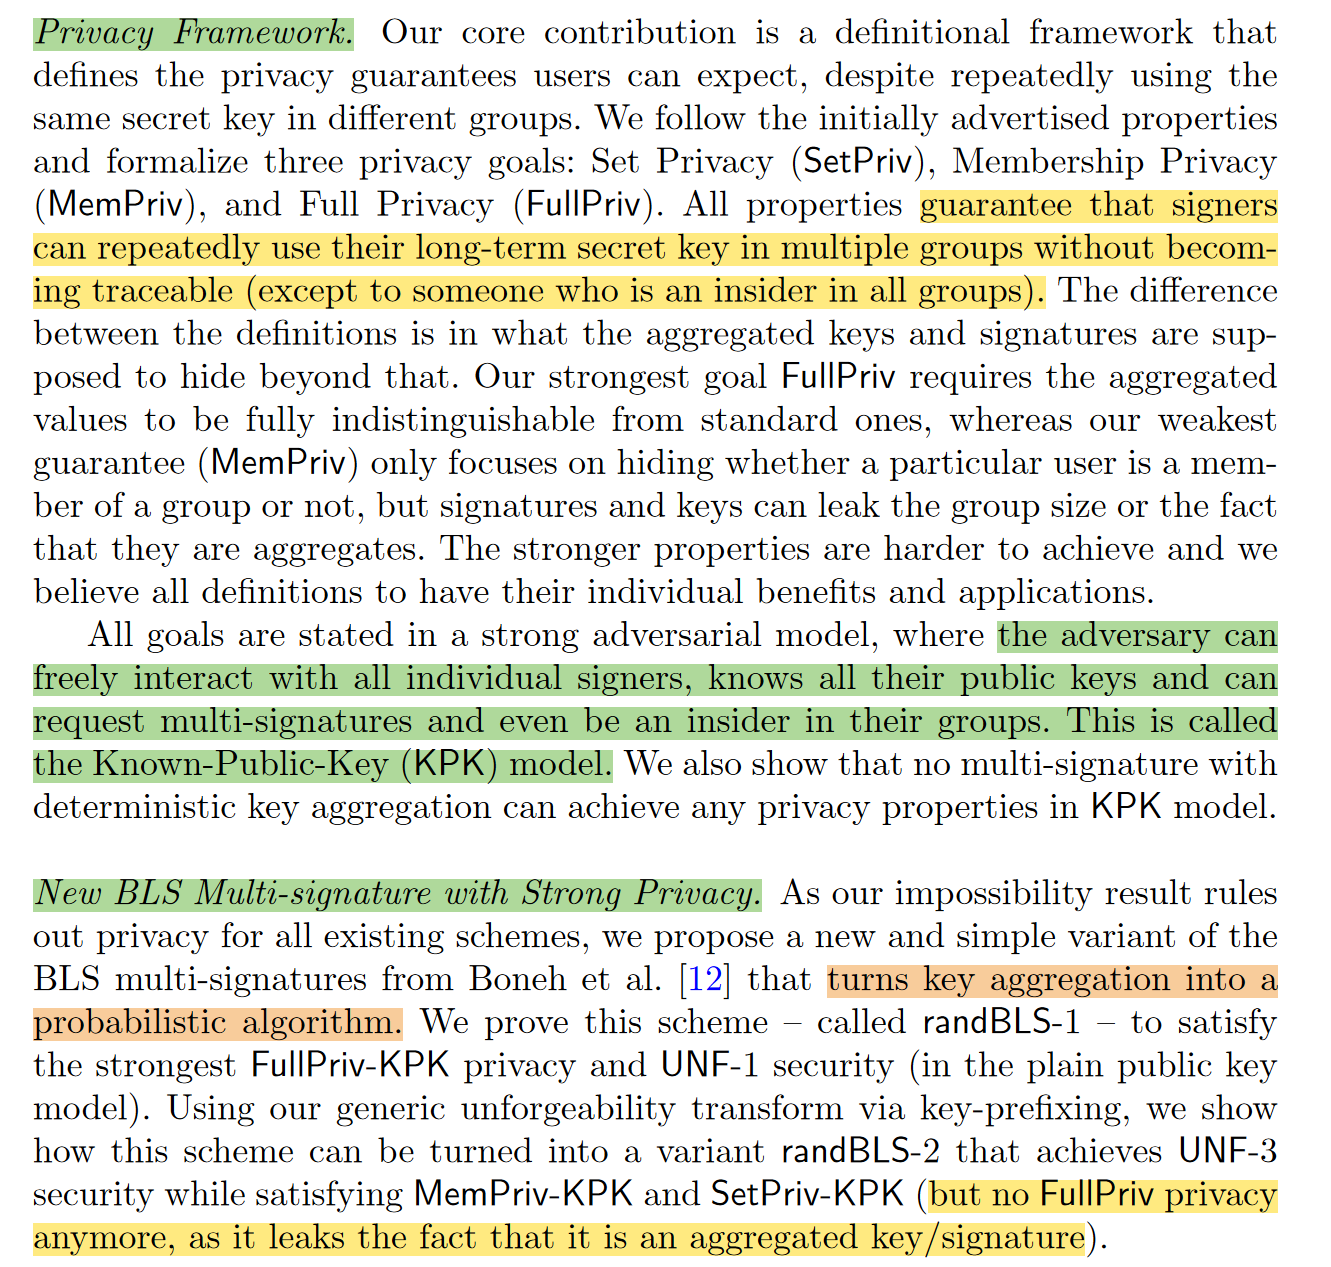 Privacy Framework. Our core contribution is a definitional framework that
defines the privacy guarantees users can expect, despite repeatedly using the
same secret key in different groups. We follow the initially advertised properties
and formalize three privacy goals: Set Privacy (SetPriv), Membership Privacy
(MemPriv), and Full Privacy (FullPriv). All properties guarantee that signers
can repeatedly use their long-term secret key in multiple groups without becom-
ing traceable (except to someone who is an insider in all groups). The difference
between the definitions is in what the aggregated keys and signatures are sup-
posed to hide beyond that. Our strongest goal FullPriv requires the aggregated
values to be fully indistinguishable from standard ones, whereas our weakest
guarantee (MemPriv) only focuses on hiding whether a particular user is a mem-
ber of a group or not, but signatures and keys can leak the group size or the fact
that they are aggregates. The stronger properties are harder to achieve and we
believe all definitions to have their individual benefits and applications.
All goals are stated in a strong adversarial model, where the adversary can
freely interact with all individual signers, knows all their public keys and can
request multi-signatures and even be an insider in their groups. This is called
the Known-Public-Key (KPK) model. We also show that no multi-signature with
deterministic key aggregation can achieve any privacy properties in KPK model.
New BLS Multi-signature with Strong Privacy. As our impossibility result rules
out privacy for all existing schemes, we propose a new and simple variant of the
BLS multi-signatures from Boneh et al. [12] that turns key aggregation into a
probabilistic algorithm. We prove this scheme – called randBLS-1 – to satisfy
the strongest FullPriv-KPK privacy and UNF-1 security (in the plain public key
model). Using our generic unforgeability transform via key-prefixing, we show
how this scheme can be turned into a variant randBLS-2 that achieves UNF-3
security while satisfying MemPriv-KPK and SetPriv-KPK (but no FullPriv privacy
anymore, as it leaks the fact that it is an aggregated key/signature).